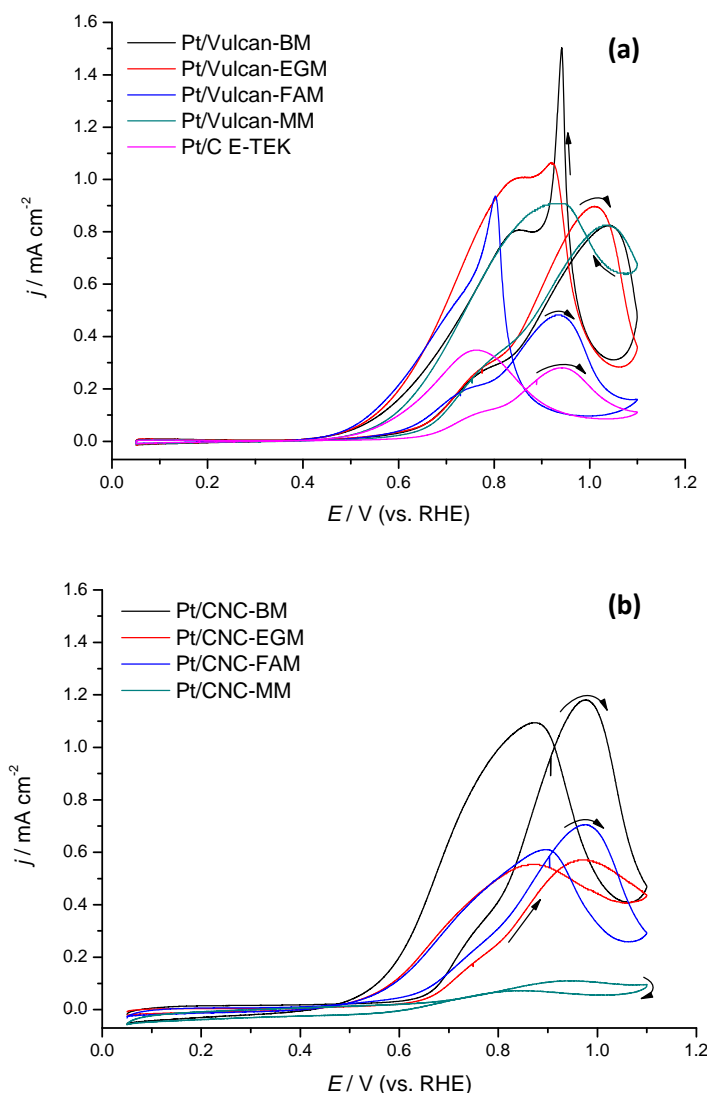 (a)
Pt/Vulcan-BM
Pt/Vulcan-EGM
Pt/Vulcan-FAM
Pt/Vulcan-MM
Pt/C E-TEK
1.6
1.4
1.2
1.0
0.8
0.6
0.4
0.2
0.0
j / mA cm⁻²
0.0 0.2 0.4 0.6 0.8 1.0 1.2
E / V (vs. RHE)
(b)
Pt/CNC-BM
Pt/CNC-EGM
Pt/CNC-FAM
Pt/CNC-MM
1.6
1.4
1.2
1.0
0.8
0.6
0.4
0.2
0.0
j / mA cm⁻²
0.0 0.2 0.4 0.6 0.8 1.0 1.2
E / V (vs. RHE)